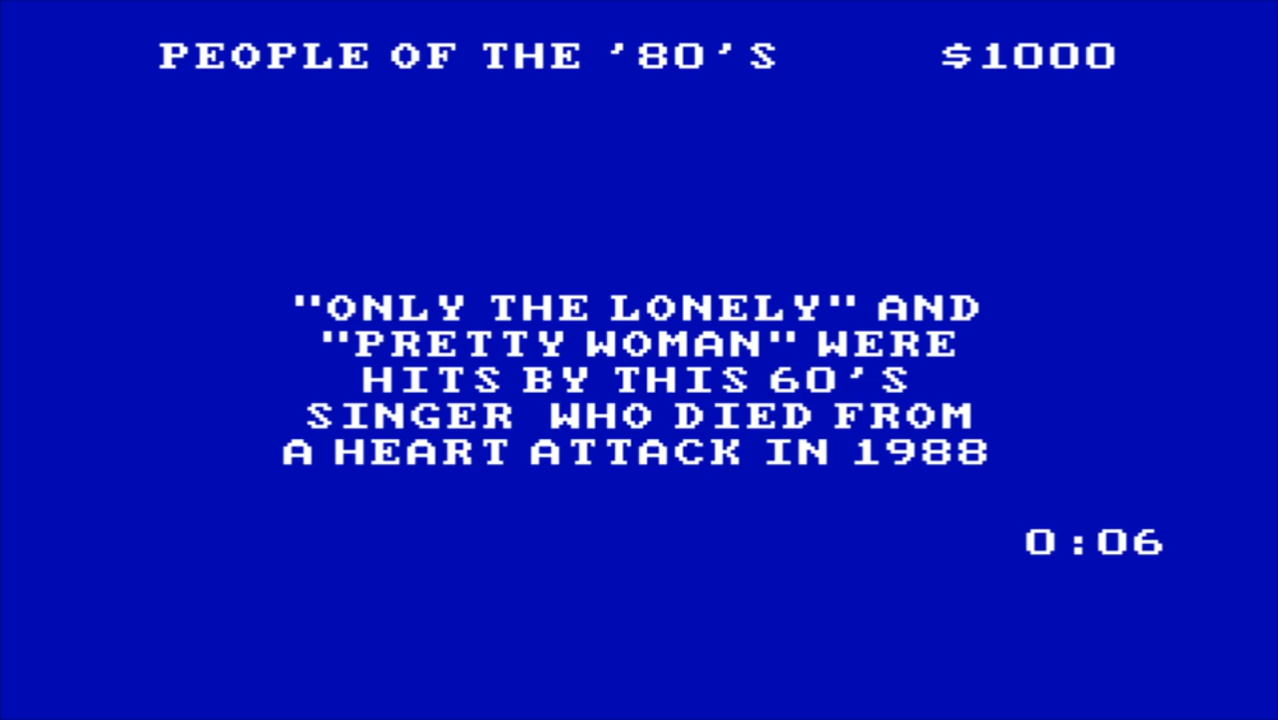 PEOPLE OF THE '80'S $1000
"ONLY THE LONELY" AND
"PRETTY WOMAN" WERE
HITS BY THIS 60'S
SINGER WHO DIED FROM
A HEART ATTACK IN 1988
0:06